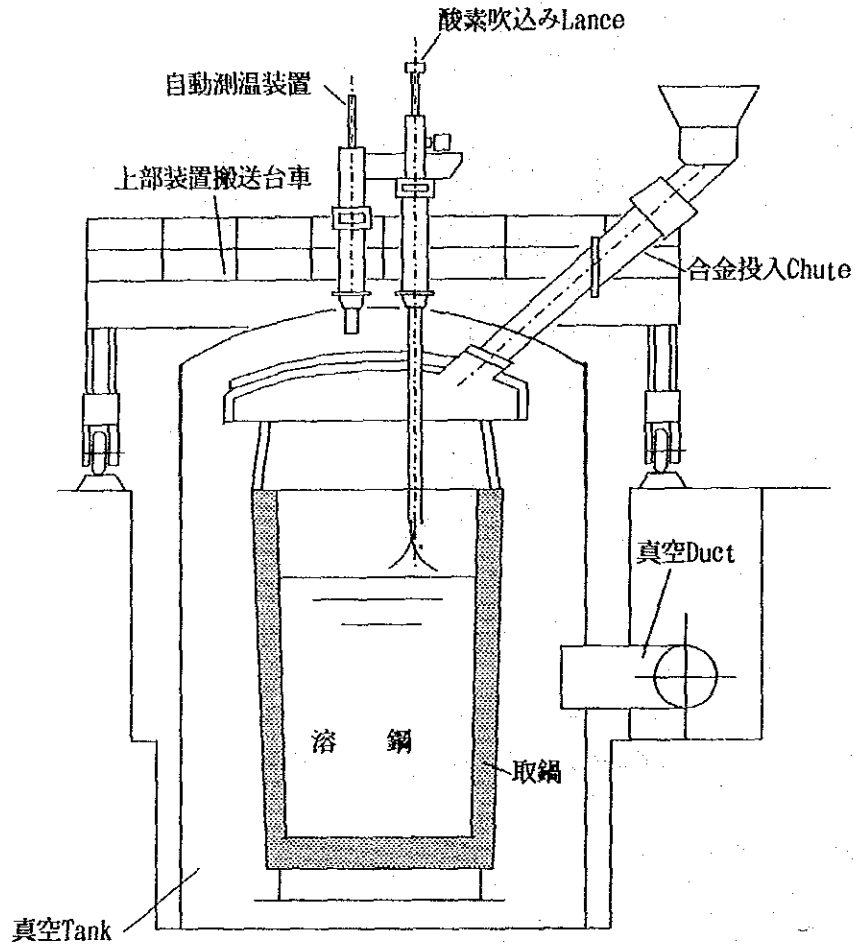 酸素吹込みLance
自動測温装置
上部装置搬送台車
合金投入Chute
真空Duct
溶　鋼
取鍋
真空Tank